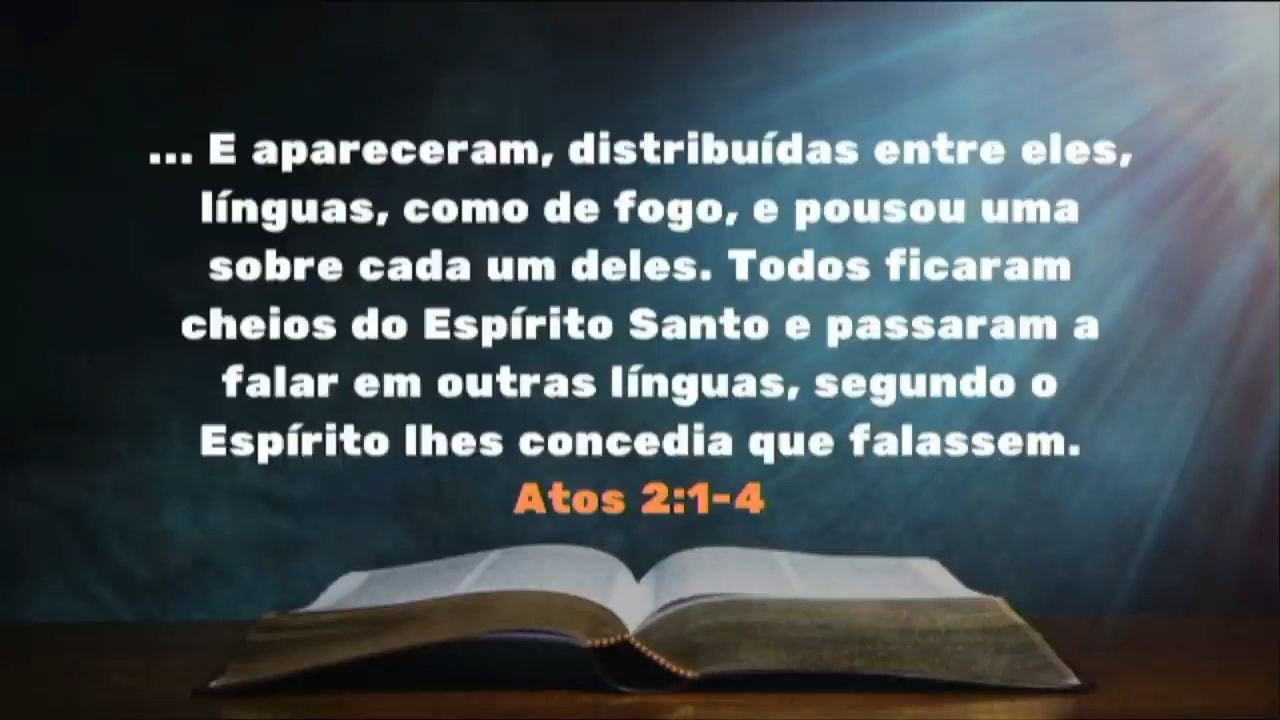 ... E apareceram, distribuídas entre eles,
línguas, como de fogo, e pousou uma
sobre cada um deles. Todos ficaram
cheios do Espírito Santo e passaram a
falar em outras línguas, segundo o
Espírito lhes concedia que falassem.
Atos 2:1-4